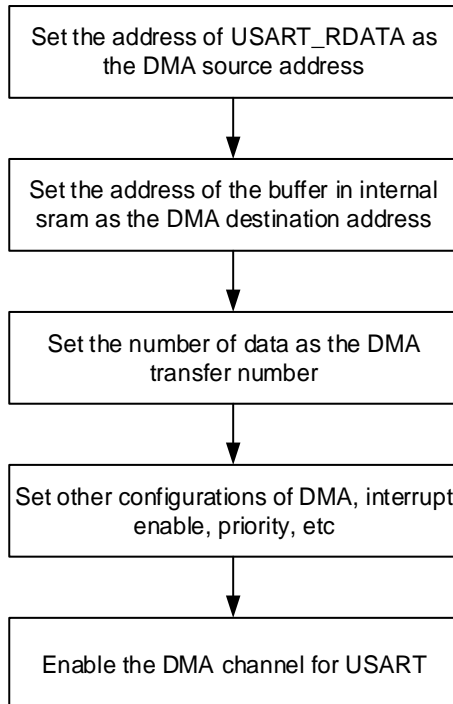 Set the address of USART_RDATA as
the DMA source address
Set the address of the buffer in internal
sram as the DMA destination address
Set the number of data as the DMA
transfer number
Set other configurations of DMA, interrupt
enable, priority, etc
Enable the DMA channel for USART